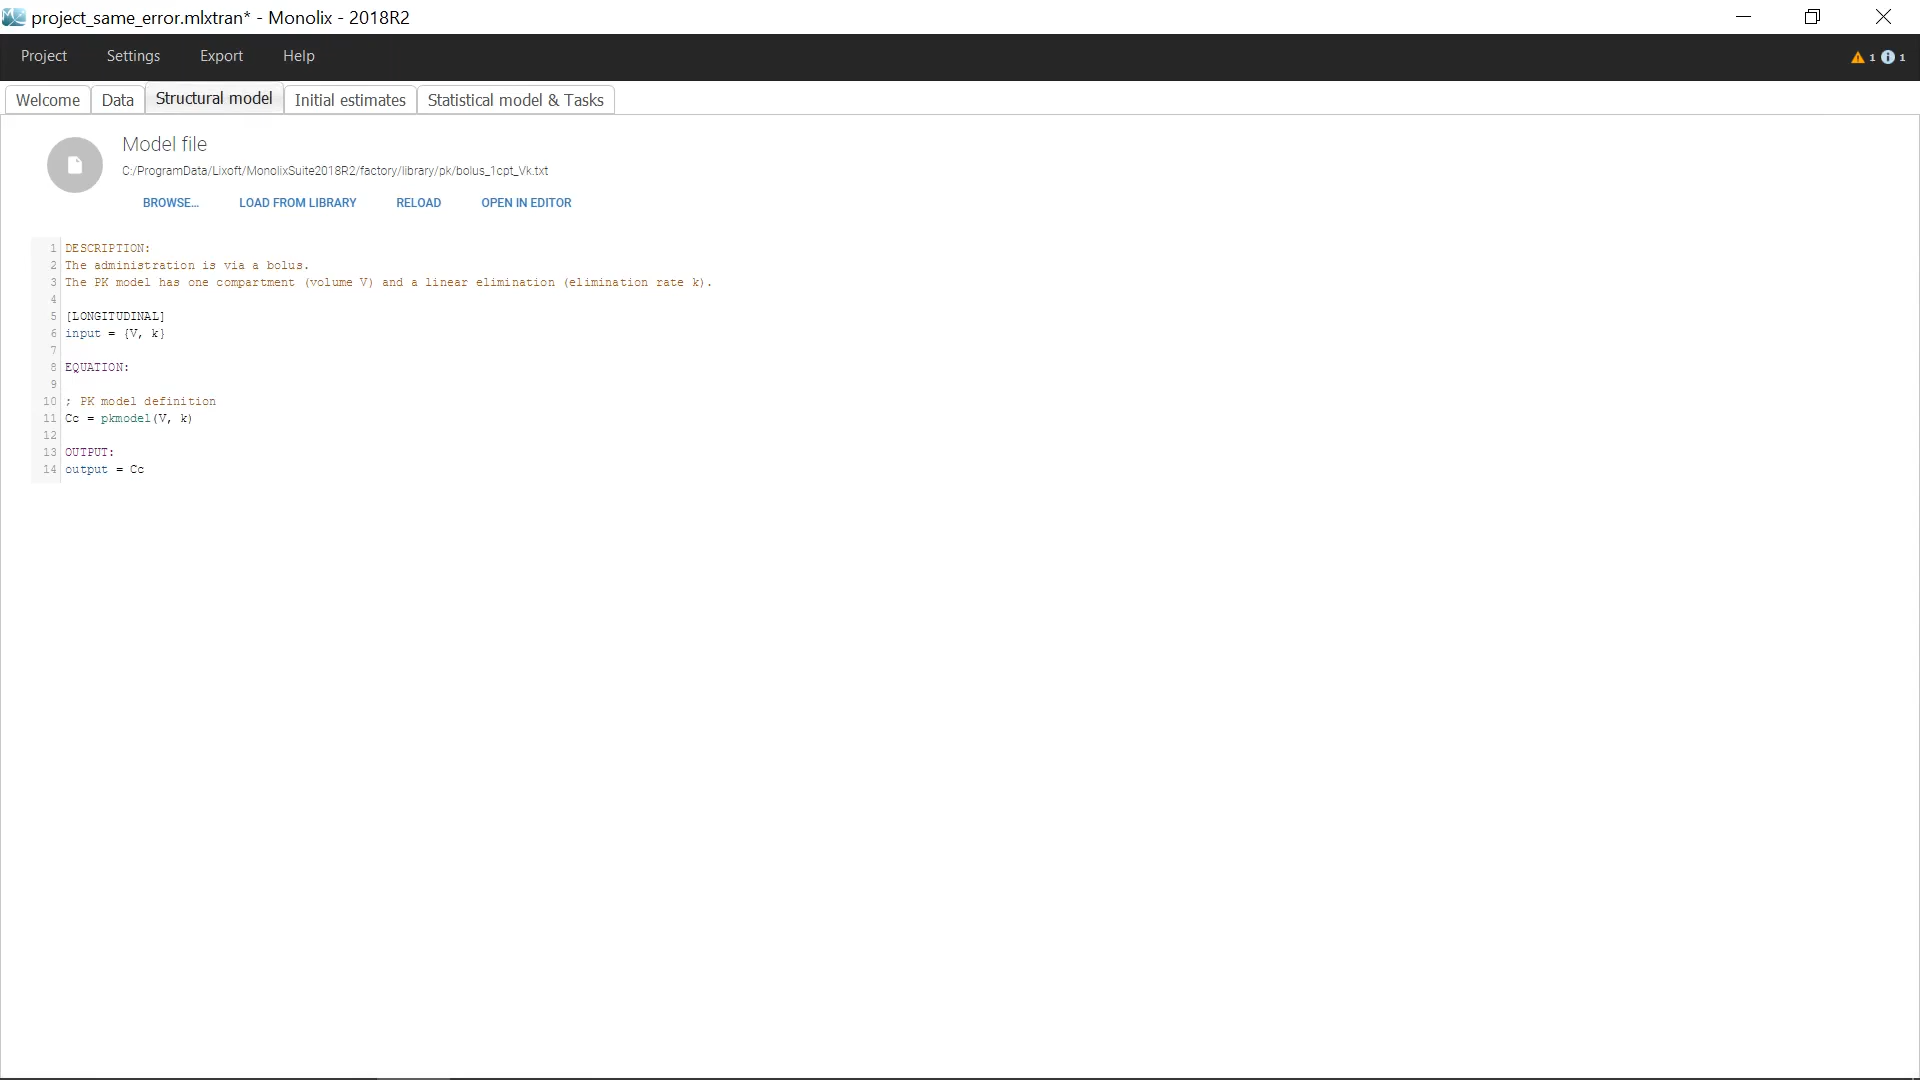 project_same_error.mlxtran* - Monolix - 2018R2
Project Settings Export Help 1 1
Welcome Data Structural model Initial estimates Statistical model & Tasks
Model file
C:/ProgramData/Lixoft/MonolixSuite2018R2/factory/library/pk/bolus_1cpt_Vk.txt
BROWSE... LOAD FROM LIBRARY RELOAD OPEN IN EDITOR
1 DESCRIPTION:
2 The administration is via a bolus.
3 The PK model has one compartment (volume V) and a linear elimination (elimination rate k).
4
5 [LONGITUDINAL]
6 input = {V, k}
7
8 EQUATION:
9
10 ; PK model definition
11 Cc = pkmodel(V, k)
12
13 OUTPUT:
14 output = Cc